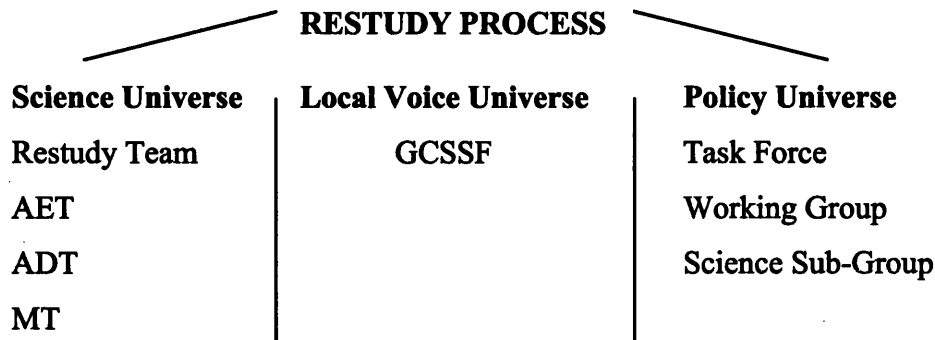 RESTUDY PROCESS
Science Universe
Restudy Team
AET
ADT
MT
Local Voice Universe
GCSSF
Policy Universe
Task Force
Working Group
Science Sub-Group